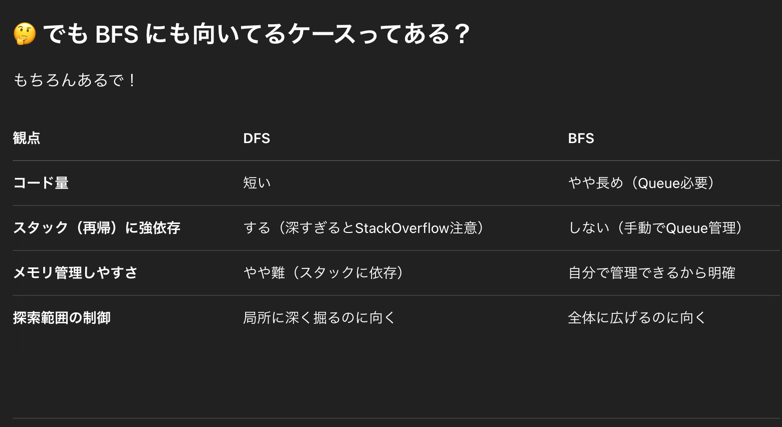 🤔 でも BFS にも向いてるケースってある？
もちろんあるで！
観点 DFS BFS
コード量 短い やや長め（Queue必要）
スタック（再帰）に強依存 する（深すぎるとStackOverflow注意） しない（手動でQueue管理）
メモリ管理しやすさ やや難（スタックに依存） 自分で管理できるから明確
探索範囲の制御 局所に深く掘るのに向く 全体に広げるのに向く